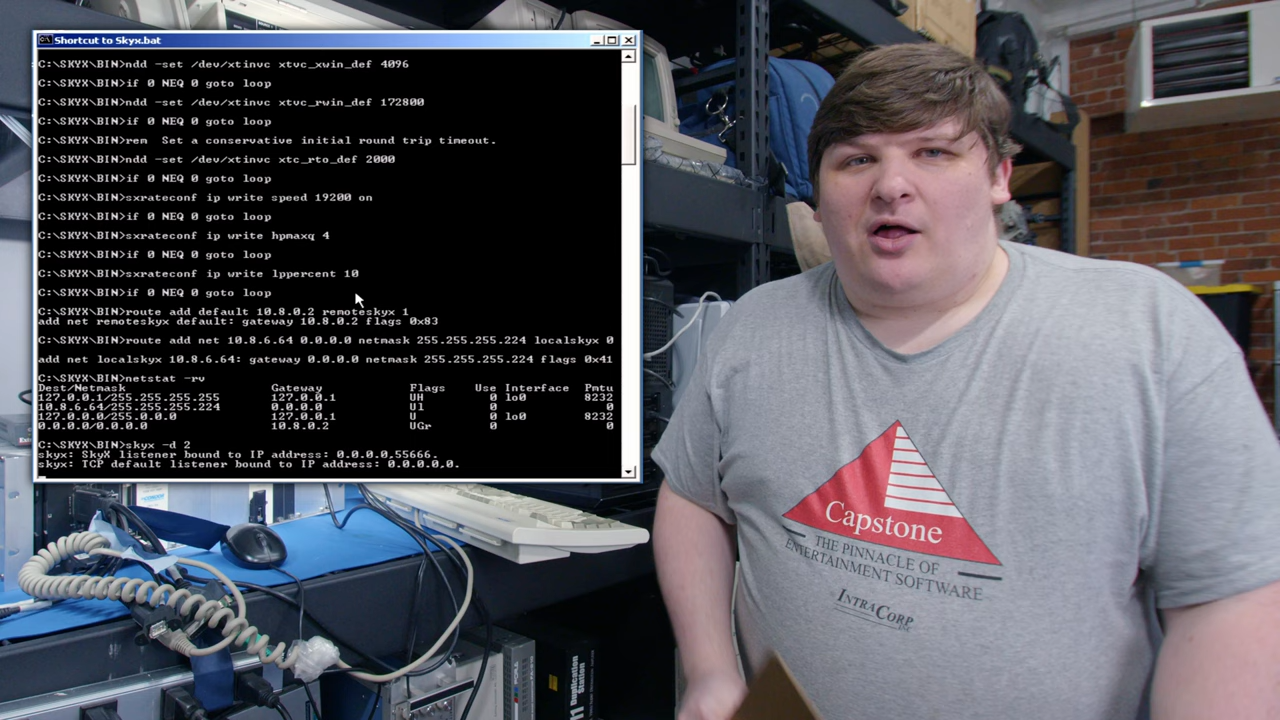 Shortcut to Skyx.bat
C:\SKYX\BIN>ndd -set /dev/xtinvc xtvc_xwin_def 4096
C:\SKYX\BIN>if 0 NEQ 0 goto loop
C:\SKYX\BIN>ndd -set /dev/xtinvc xtvc_rwin_def 172800
C:\SKYX\BIN>if 0 NEQ 0 goto loop
C:\SKYX\BIN>rem  Set a conservative initial round trip timeout.
C:\SKYX\BIN>ndd -set /dev/xtinvc xtc_rto_def 2000
C:\SKYX\BIN>if 0 NEQ 0 goto loop
C:\SKYX\BIN>sxrateconf ip write speed 19200 on
C:\SKYX\BIN>if 0 NEQ 0 goto loop
C:\SKYX\BIN>sxrateconf ip write hpmaxq 4
C:\SKYX\BIN>if 0 NEQ 0 goto loop
C:\SKYX\BIN>sxrateconf ip write lppercent 10
C:\SKYX\BIN>if 0 NEQ 0 goto loop
C:\SKYX\BIN>route add default 10.8.0.2 remoteskyx 1
add net remoteskyx default: gateway 10.8.0.2 flags 0x83
C:\SKYX\BIN>route add net 10.8.6.64 0.0.0.0 netmask 255.255.255.224 localskyx 0
add net localskyx 10.8.6.64: gateway 0.0.0.0 netmask 255.255.255.224 flags 0x41
C:\SKYX\BIN>netstat -rv
Dest/Netmask Gateway Flags Use Interface Pmtu
127.0.0.1/255.255.255.255 127.0.0.1 UH 0 lo0 8232
10.8.6.64/255.255.255.224 0.0.0.0 Ul 0 0
127.0.0.0/255.0.0.0 127.0.0.1 U 0 lo0 8232
0.0.0.0/0.0.0.0 10.8.0.2 UGr 0 0
C:\SKYX\BIN>skyx -d 2
skyx: SkyX listener bound to IP address: 0.0.0.0,55666.
skyx: TCP default listener bound to IP address: 0.0.0.0,0.
Capstone
THE PINNACLE OF
ENTERTAINMENT SOFTWARE
INTRACORP
INC
Duplication
Station